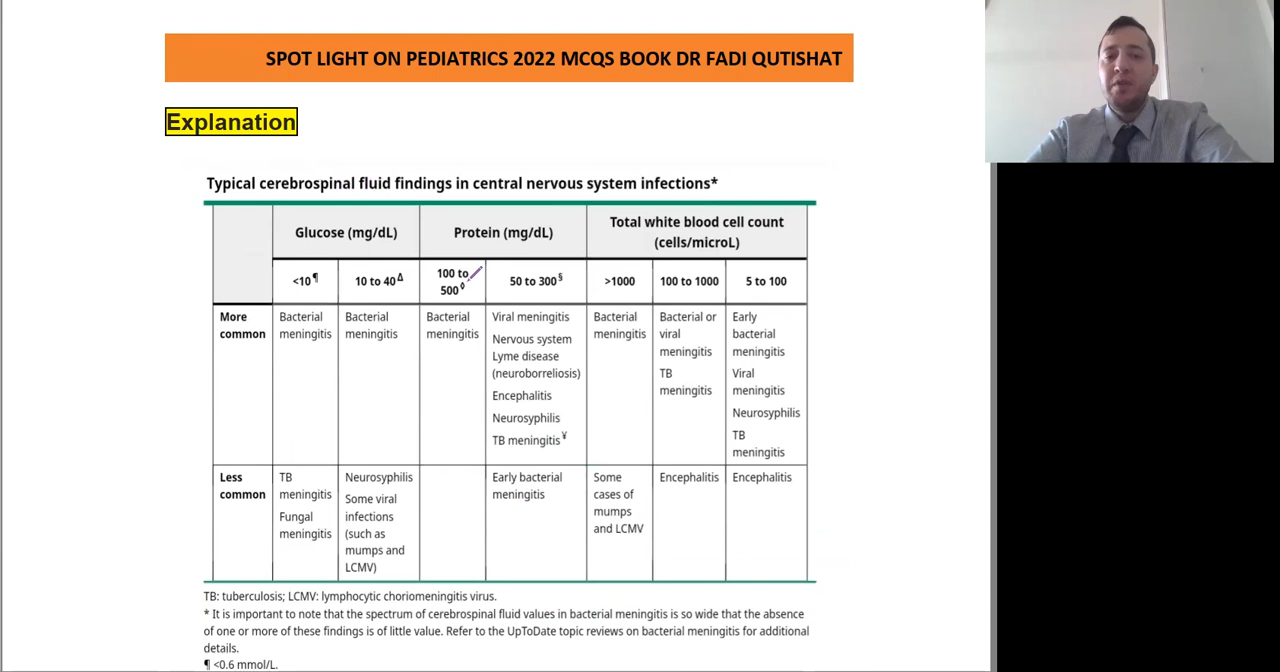 SPOT LIGHT ON PEDIATRICS 2022 MCQS BOOK DR FADI QUTISHAT
Explanation
Typical cerebrospinal fluid findings in central nervous system infections*
Glucose (mg/dL)
Protein (mg/dL)
Total white blood cell count
(cells/microL)
<10¶
10 to 40Δ
100 to
500◊
50 to 300§
>1000
100 to 1000
5 to 100
More
common
Bacterial
meningitis
Bacterial
meningitis
Bacterial
meningitis
Viral meningitis
Nervous system
Lyme disease
(neuroborreliosis)
Encephalitis
Neurosyphilis
TB meningitis¥
Bacterial
meningitis
Bacterial or
viral
meningitis
TB
meningitis
Early
bacterial
meningitis
Viral
meningitis
Neurosyphilis
TB
meningitis
Less
common
TB
meningitis
Fungal
meningitis
Neurosyphilis
Some viral
infections
(such as
mumps and
LCMV)
Early bacterial
meningitis
Some
cases of
mumps
and LCMV
Encephalitis
Encephalitis
TB: tuberculosis; LCMV: lymphocytic choriomeningitis virus.
* It is important to note that the spectrum of cerebrospinal fluid values in bacterial meningitis is so wide that the absence
of one or more of these findings is of little value. Refer to the UpToDate topic reviews on bacterial meningitis for additional
details.
¶ <0.6 mmol/L.